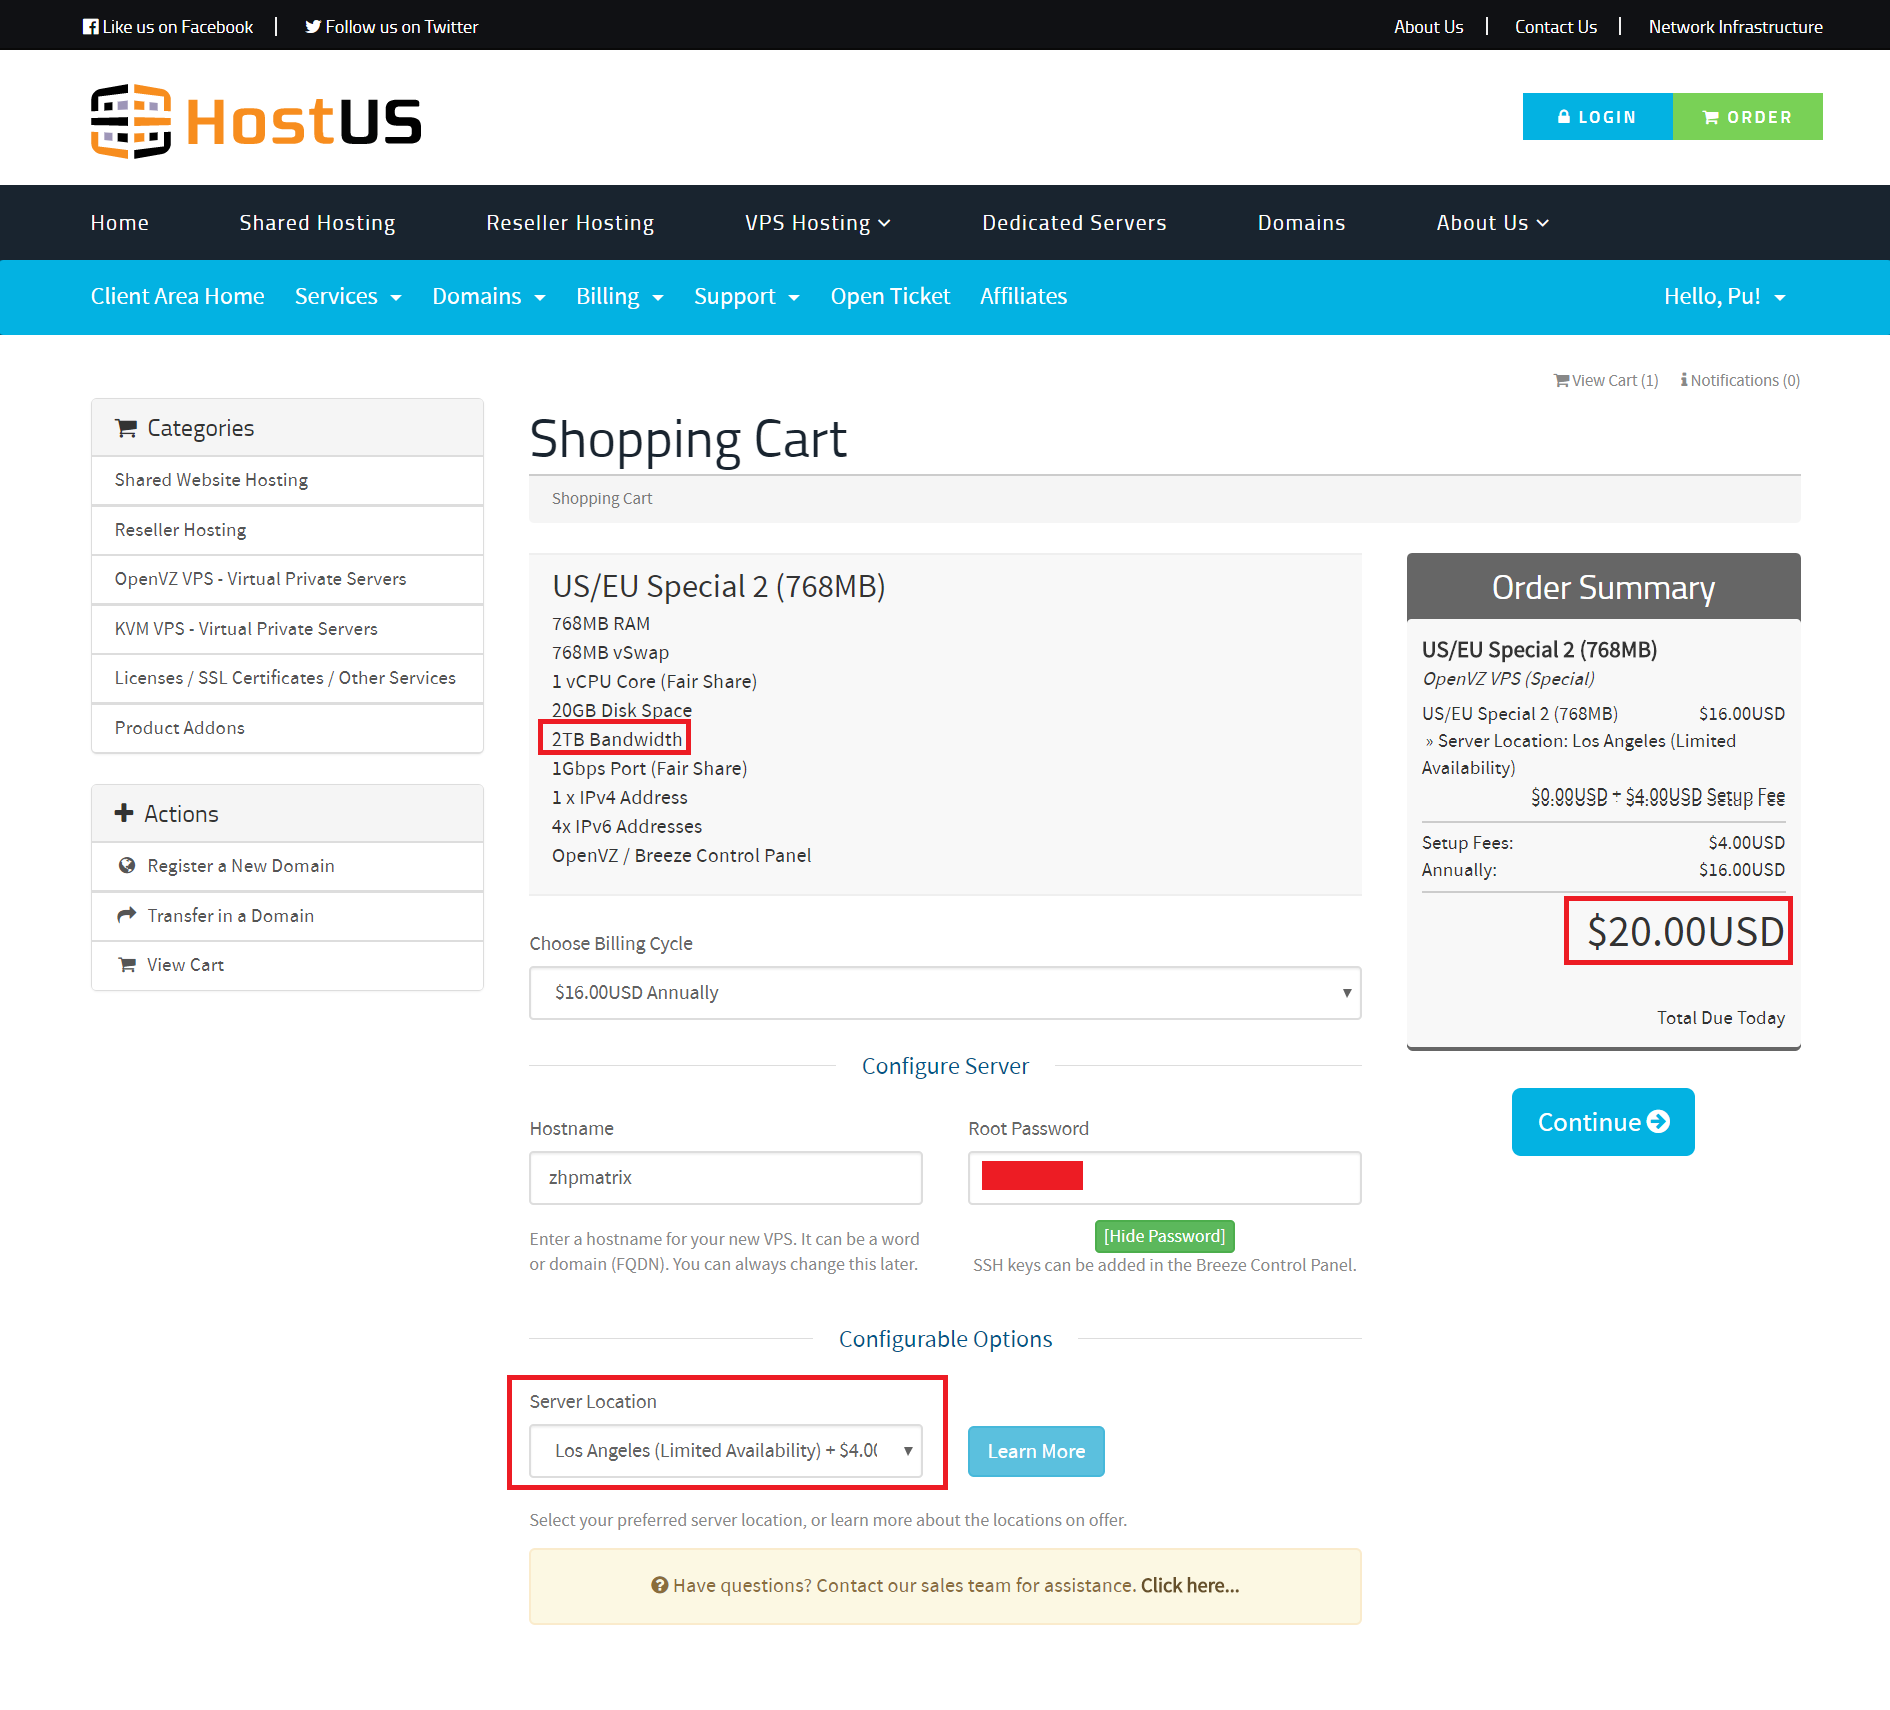 Like us on Facebook | Follow us on Twitter
About Us | Contact Us | Network Infrastructure
HostUS
LOGIN
ORDER
Home Shared Hosting Reseller Hosting VPS Hosting Dedicated Servers Domains About Us
Client Area Home Services Domains Billing Support Open Ticket Affiliates Hello, Pu!
View Cart (1) Notifications (0)
Categories
Shared Website Hosting
Reseller Hosting
OpenVZ VPS - Virtual Private Servers
KVM VPS - Virtual Private Servers
Licenses / SSL Certificates / Other Services
Product Addons
Actions
Register a New Domain
Transfer in a Domain
View Cart
Shopping Cart
Shopping Cart
US/EU Special 2 (768MB)
768MB RAM
768MB vSwap
1 vCPU Core (Fair Share)
20GB Disk Space
2TB Bandwidth
1Gbps Port (Fair Share)
1 x IPv4 Address
4x IPv6 Addresses
OpenVZ / Breeze Control Panel
Choose Billing Cycle
$16.00USD Annually
Configure Server
Hostname
zhpmatrix
Enter a hostname for your new VPS. It can be a word
or domain (FQDN). You can always change this later.
Root Password
[Hide Password]
SSH keys can be added in the Breeze Control Panel.
Configurable Options
Server Location
Los Angeles (Limited Availability) + $4.00
Learn More
Select your preferred server location, or learn more about the locations on offer.
Have questions? Contact our sales team for assistance. Click here...
Order Summary
US/EU Special 2 (768MB)
OpenVZ VPS (Special)
US/EU Special 2 (768MB) $16.00USD
» Server Location: Los Angeles (Limited
Availability)
$0.00USD + $4.00USD Setup Fee
Setup Fees: $4.00USD
Annually: $16.00USD
$20.00USD
Total Due Today
Continue